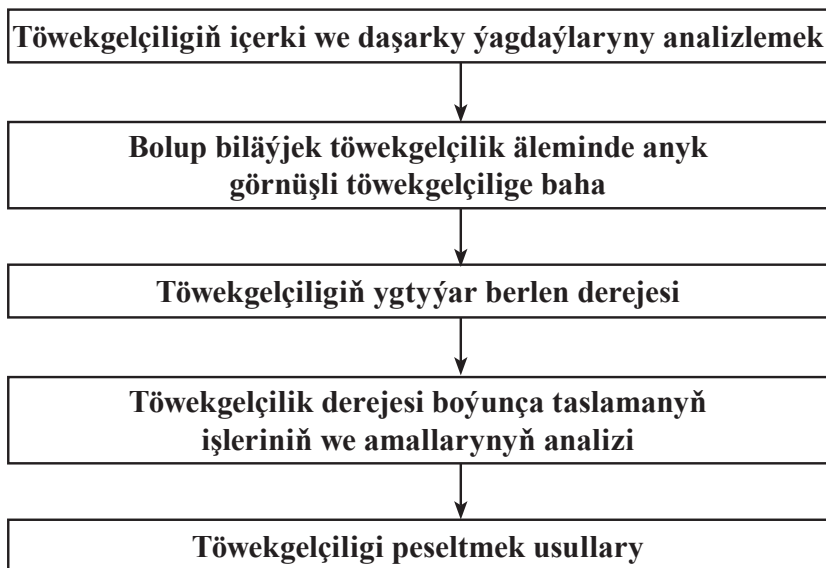 Töwekgelçiligiň içerki we daşarky ýagdaýlaryny analizlemek
Bolup biläýjek töwekgelçilik äleminde anyk
görnüşli töwekgelçilige baha
Töwekgelçiligiň ygtyýar berlen derejesi
Töwekgelçilik derejesi boýunça taslamanyň
işleriniň we amallarynyň analizi
Töwekgelçiligi peseltmek usullary